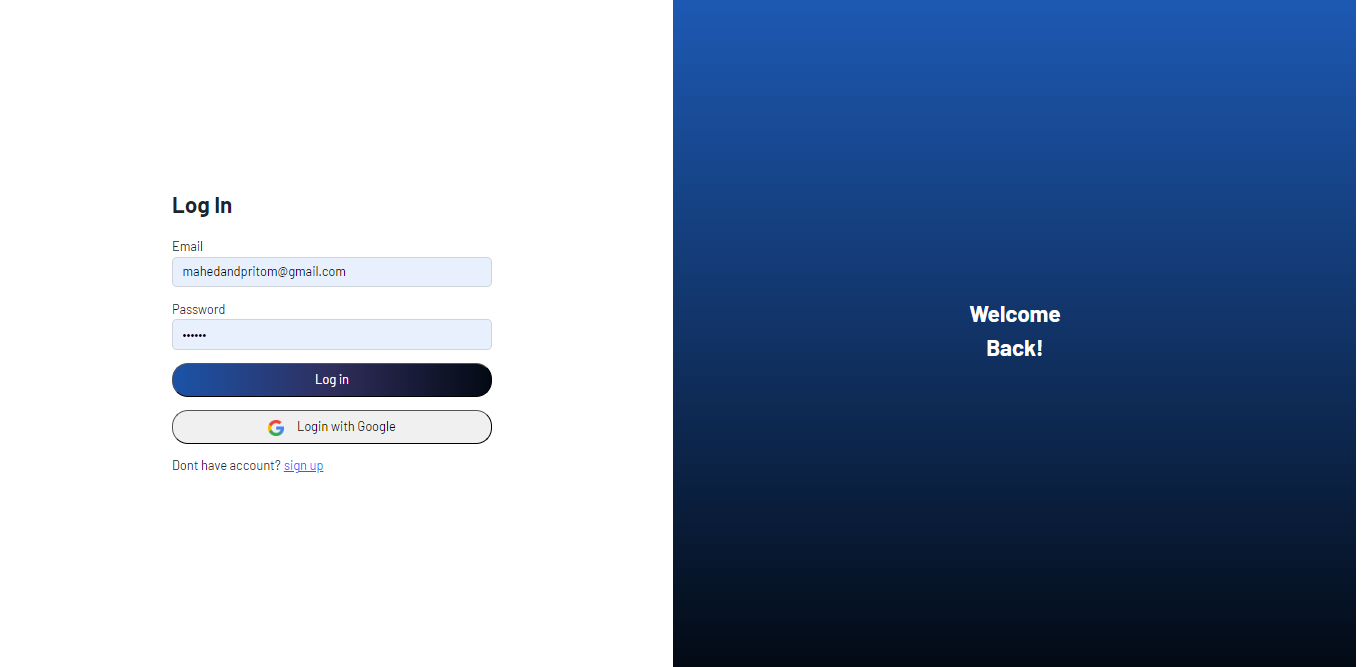 Log In
Email
mahedandpritom@gmail.com
Password
••••••
Log in
Login with Google
Dont have account? sign up
Welcome
Back!